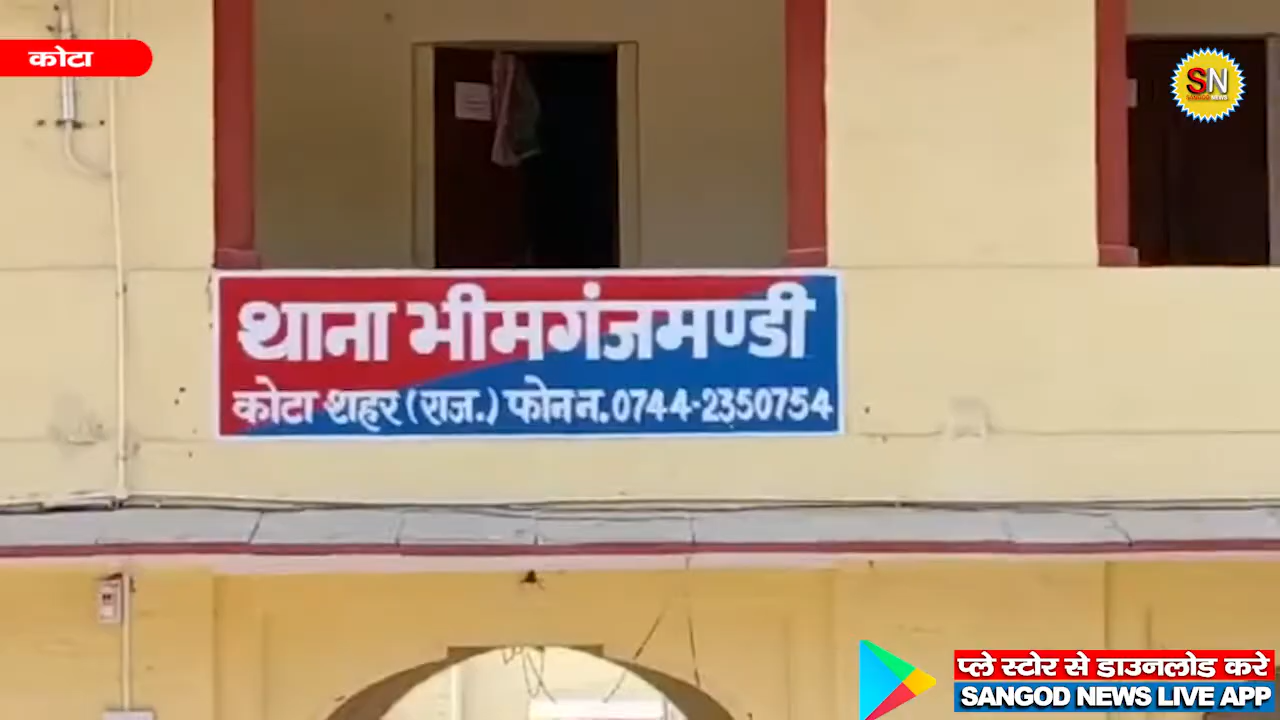 कोटा
SN
थाना भीमगंजमण्डी
कोटा शहर (राज.) फोन न. 0744-2350754
प्ले स्टोर से डाउनलोड करे
SANGOD NEWS LIVE APP